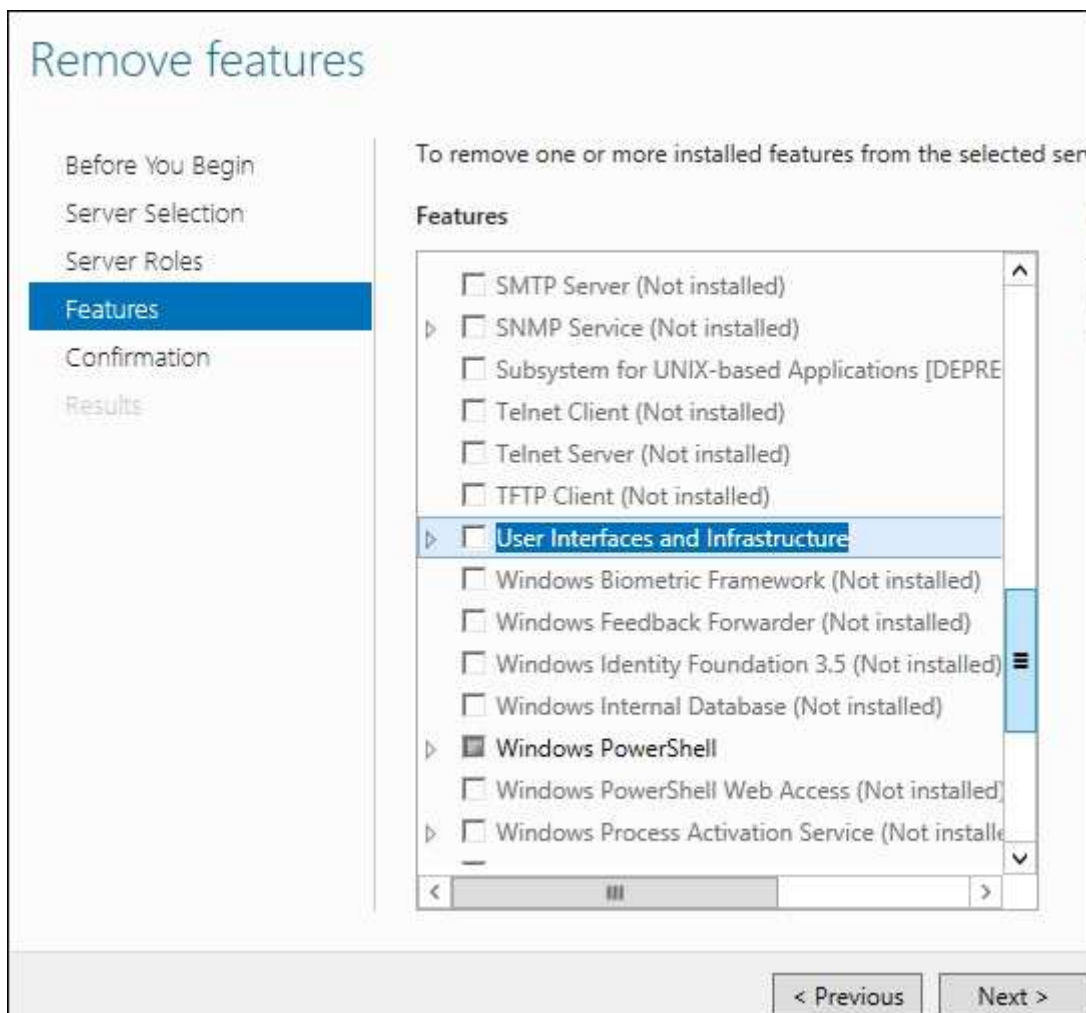 Remove features
Before You Begin
Server Selection
Server Roles
Features
Confirmation
Results
To remove one or more installed features from the selected ser
Features
SMTP Server (Not installed)
SNMP Service (Not installed)
Subsystem for UNIX-based Applications [DEPRE
Telnet Client (Not installed)
Telnet Server (Not installed)
TFTP Client (Not installed)
User Interfaces and Infrastructure
Windows Biometric Framework (Not installed)
Windows Feedback Forwarder (Not installed)
Windows Identity Foundation 3.5 (Not installed)
Windows Internal Database (Not installed)
Windows PowerShell
Windows PowerShell Web Access (Not installed)
Windows Process Activation Service (Not installe
< Previous
Next >